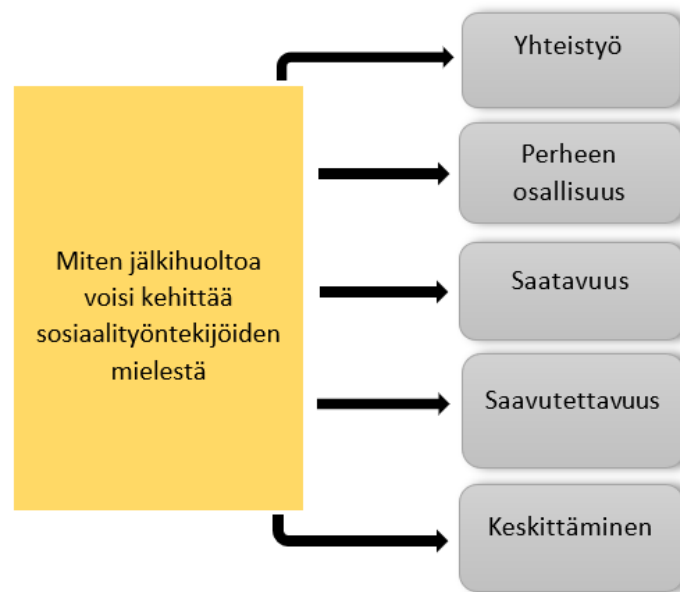 Miten jälkihuoltoa
voisi kehittää
sosiaalityöntekijöiden
mielestä
Yhteistyö
Perheen
osallisuus
Saatavuus
Saavutettavuus
Keskittäminen